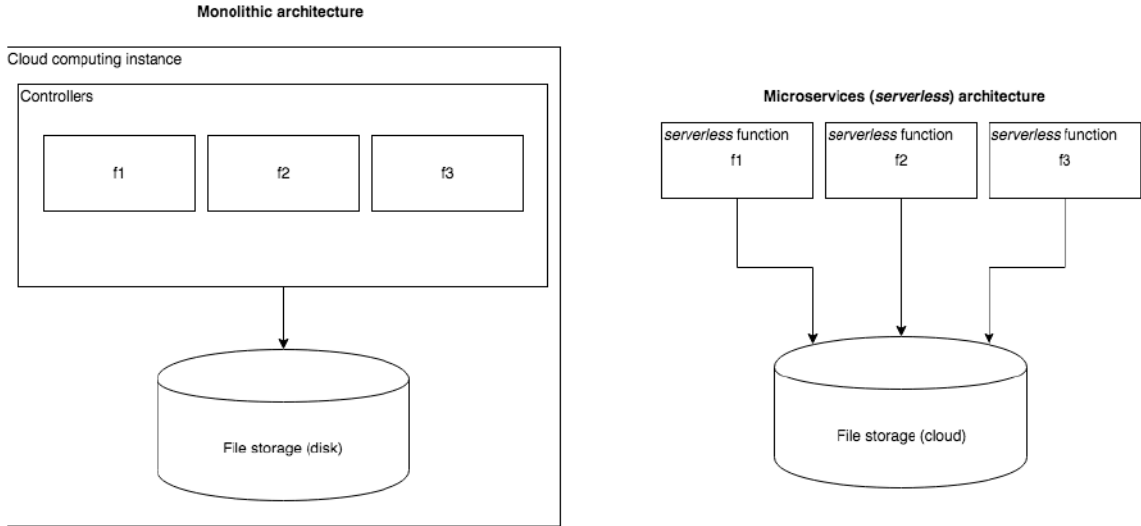 Monolithic architecture
Cloud computing instance
Controllers
f1
f2
f3
File storage (disk)
Microservices (serverless) architecture
serverless function
f1
serverless function
f2
serverless function
f3
File storage (cloud)